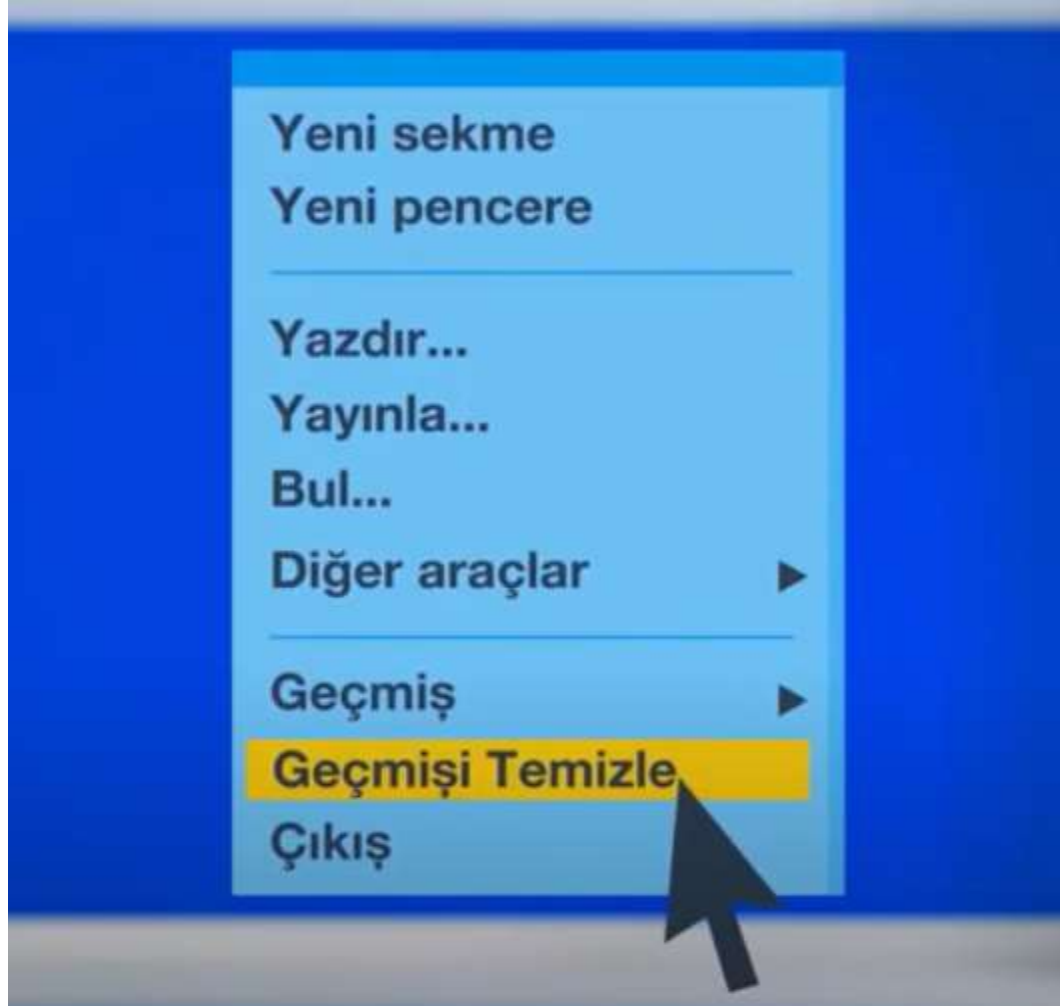 Yeni sekme
Yeni pencere
Yazdır...
Yayınla...
Bul...
Diğer araçlar
Geçmiş
Geçmişi Temizle
Çıkış